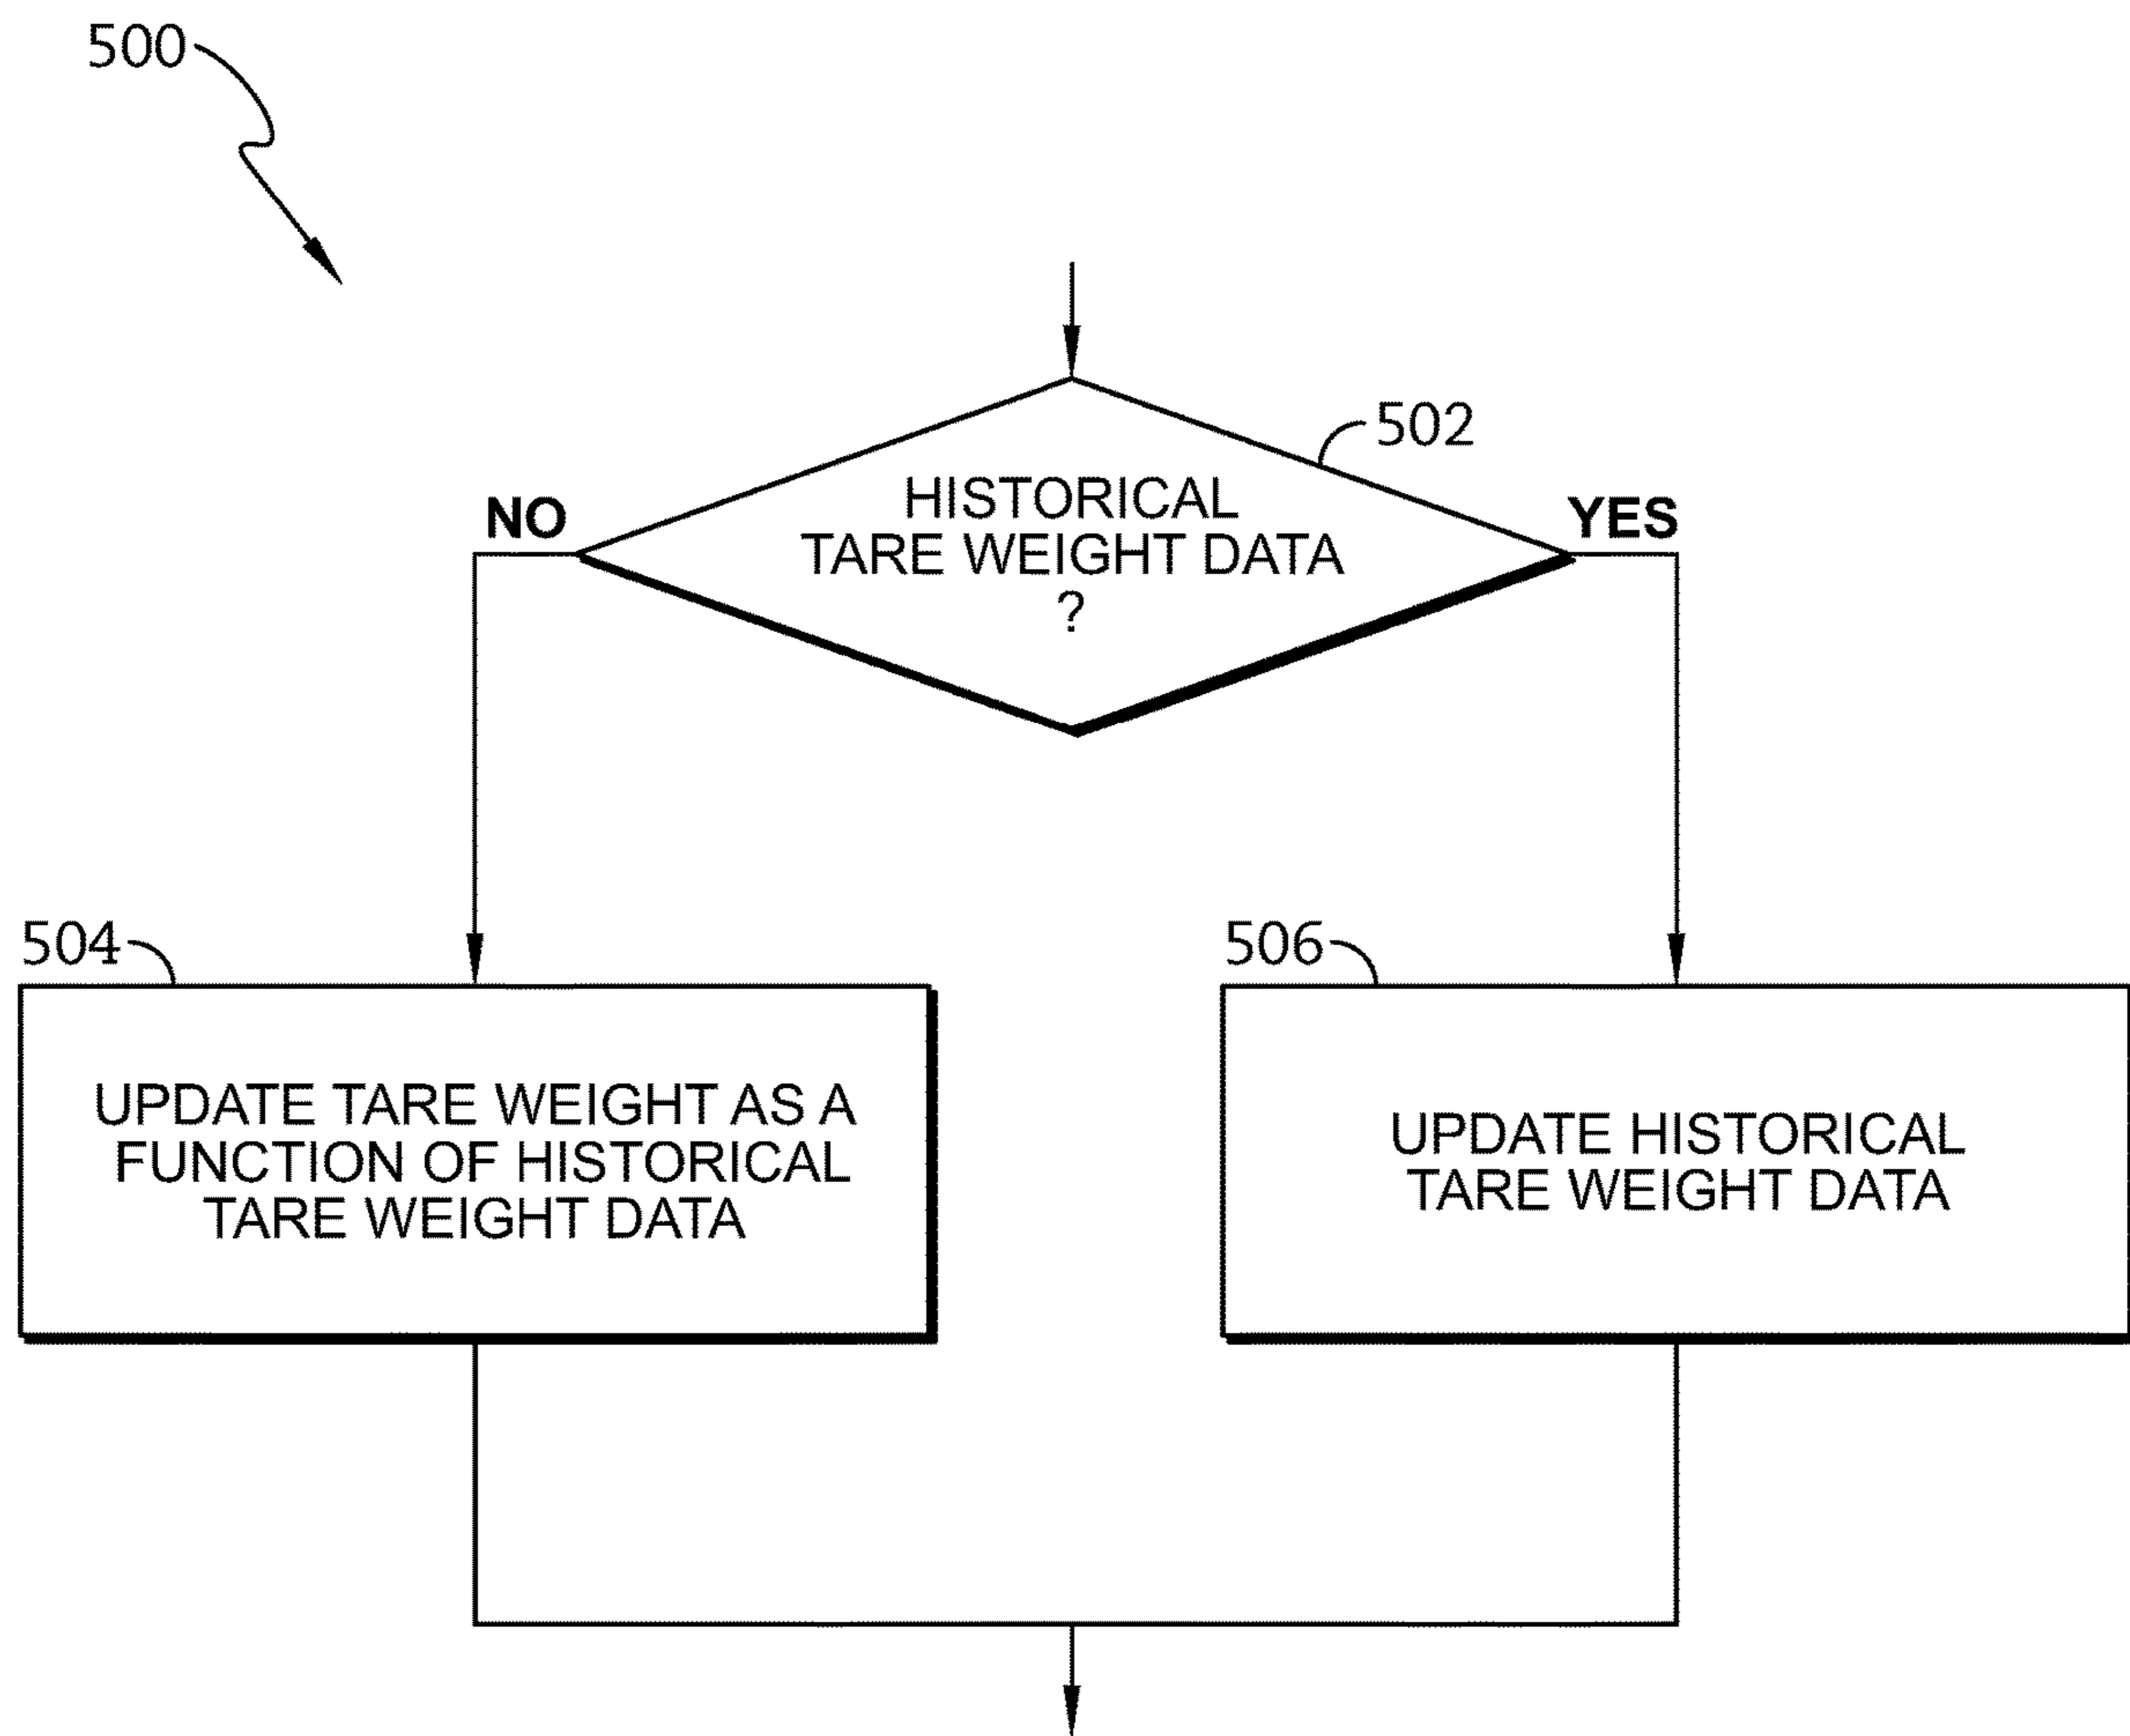 500
502
HISTORICAL
TARE WEIGHT DATA
?
NO
YES
504
UPDATE TARE WEIGHT AS A
FUNCTION OF HISTORICAL
TARE WEIGHT DATA
506
UPDATE HISTORICAL
TARE WEIGHT DATA